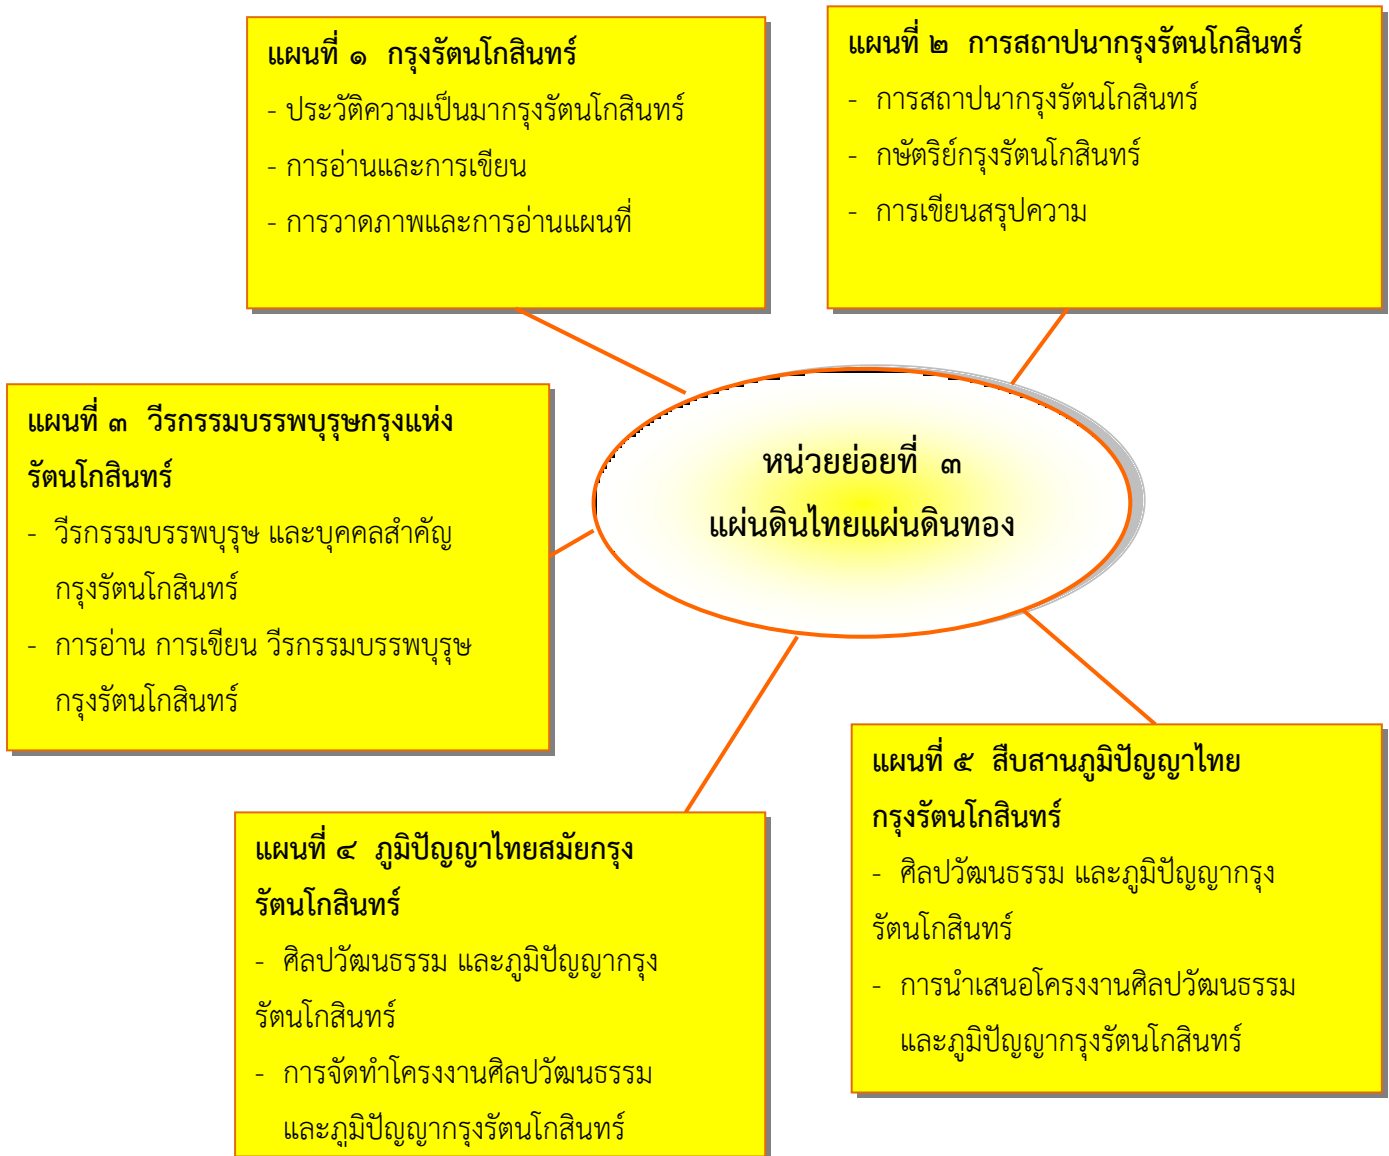 แผนที่ ๑  กรุงรัตนโกสินทร์
- ประวัติความเป็นมากรุงรัตนโกสินทร์
- การอ่านและการเขียน
- การวาดภาพและการอ่านแผนที่
แผนที่ ๒  การสถาปนากรุงรัตนโกสินทร์
- การสถาปนากรุงรัตนโกสินทร์
- กษัตริย์กรุงรัตนโกสินทร์
- การเขียนสรุปความ
แผนที่ ๓  วีรกรรมบรรพบุรุษกรุงแห่ง
รัตนโกสินทร์
- วีรกรรมบรรพบุรุษ และบุคคลสำคัญ
กรุงรัตนโกสินทร์
- การอ่าน การเขียน วีรกรรมบรรพบุรุษ
กรุงรัตนโกสินทร์
หน่วยย่อยที่  ๓
แผ่นดินไทยแผ่นดินทอง
แผนที่ ๔  ภูมิปัญญาไทยสมัยกรุง
รัตนโกสินทร์
- ศิลปวัฒนธรรม และภูมิปัญญากรุง
รัตนโกสินทร์
- การจัดทำโครงงานศิลปวัฒนธรรม
และภูมิปัญญากรุงรัตนโกสินทร์
แผนที่ ๕  สืบสานภูมิปัญญาไทย
กรุงรัตนโกสินทร์
- ศิลปวัฒนธรรม และภูมิปัญญากรุง
รัตนโกสินทร์
- การนำเสนอโครงงานศิลปวัฒนธรรม
และภูมิปัญญากรุงรัตนโกสินทร์